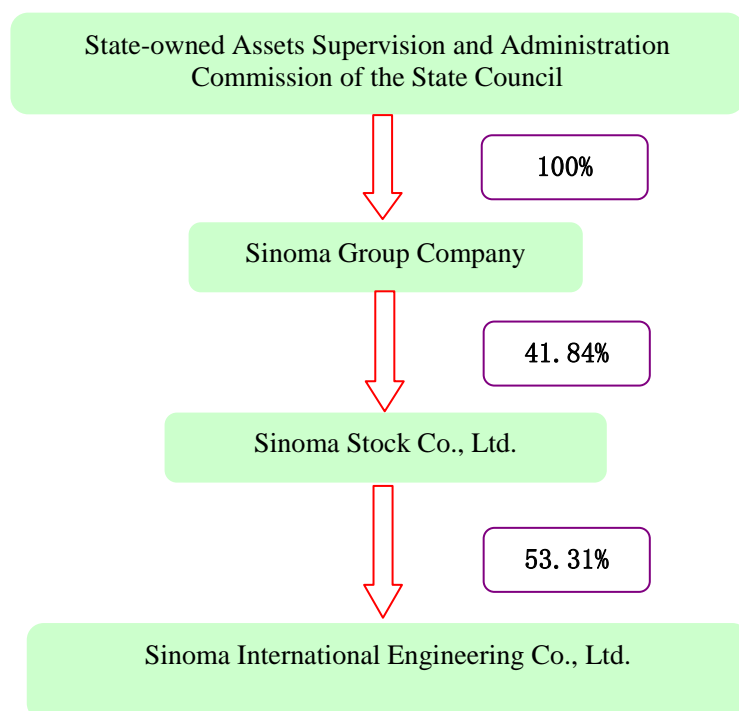 State-owned Assets Supervision and Administration
Commission of the State Council
100%
Sinoma Group Company
41.84%
Sinoma Stock Co., Ltd.
53.31%
Sinoma International Engineering Co., Ltd.